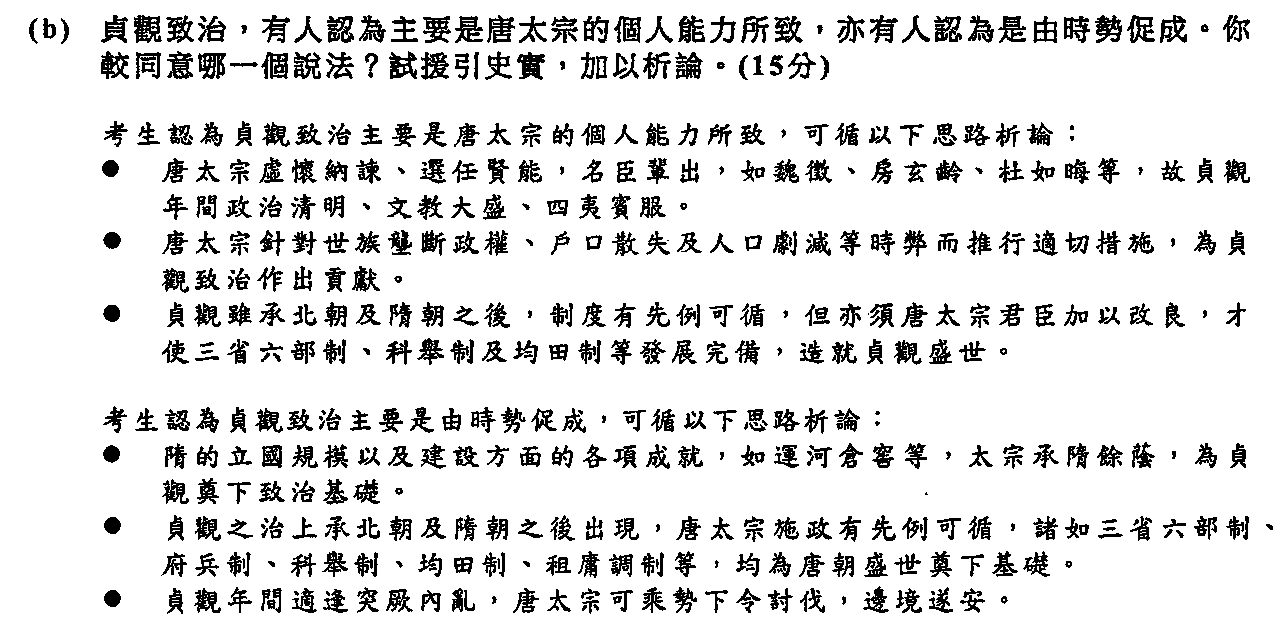 (b) 貞觀致治，有人認為主要是唐太宗的個人能力所致，亦有人認為是由時勢促成。你
較同意哪一個說法？試援引史實，加以析論。(15分)
考生認為貞觀致治主要是唐太宗的個人能力所致，可循以下思路析論：
● 唐太宗虛懷納諫、選任賢能，名臣輩出，如魏徵、房玄齡、杜如晦等，故貞觀
年間政治清明、文教大盛、四夷賓服。
● 唐太宗針對世族壟斷政權、戶口散失及人口劇減等時弊而推行適切措施，為貞
觀致治作出貢獻。
● 貞觀雖承北朝及隋朝之後，制度有先例可循，但亦須唐太宗君臣加以改良，才
使三省六部制、科舉制及均田制等發展完備，造就貞觀盛世。
考生認為貞觀致治主要是由時勢促成，可循以下思路析論：
● 隋的立國規模以及建設方面的各項成就，如運河倉窖等，太宗承隋餘蔭，為貞
觀奠下致治基礎。
● 貞觀之治上承北朝及隋朝之後出現，唐太宗施政有先例可循，諸如三省六部制、
府兵制、科舉制、均田制、租庸調制等，均為唐朝盛世奠下基礎。
● 貞觀年間適逢突厥內亂，唐太宗可乘勢下令討伐，邊境遂安。